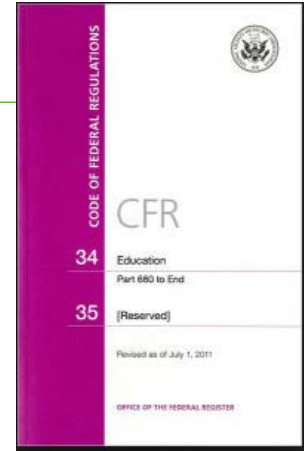 CODE OF FEDERAL REGULATIONS
CFR
34 Education
Part 680 to End
35 [Reserved]
Revised as of July 1, 2011
OFFICE OF THE FEDERAL REGISTER